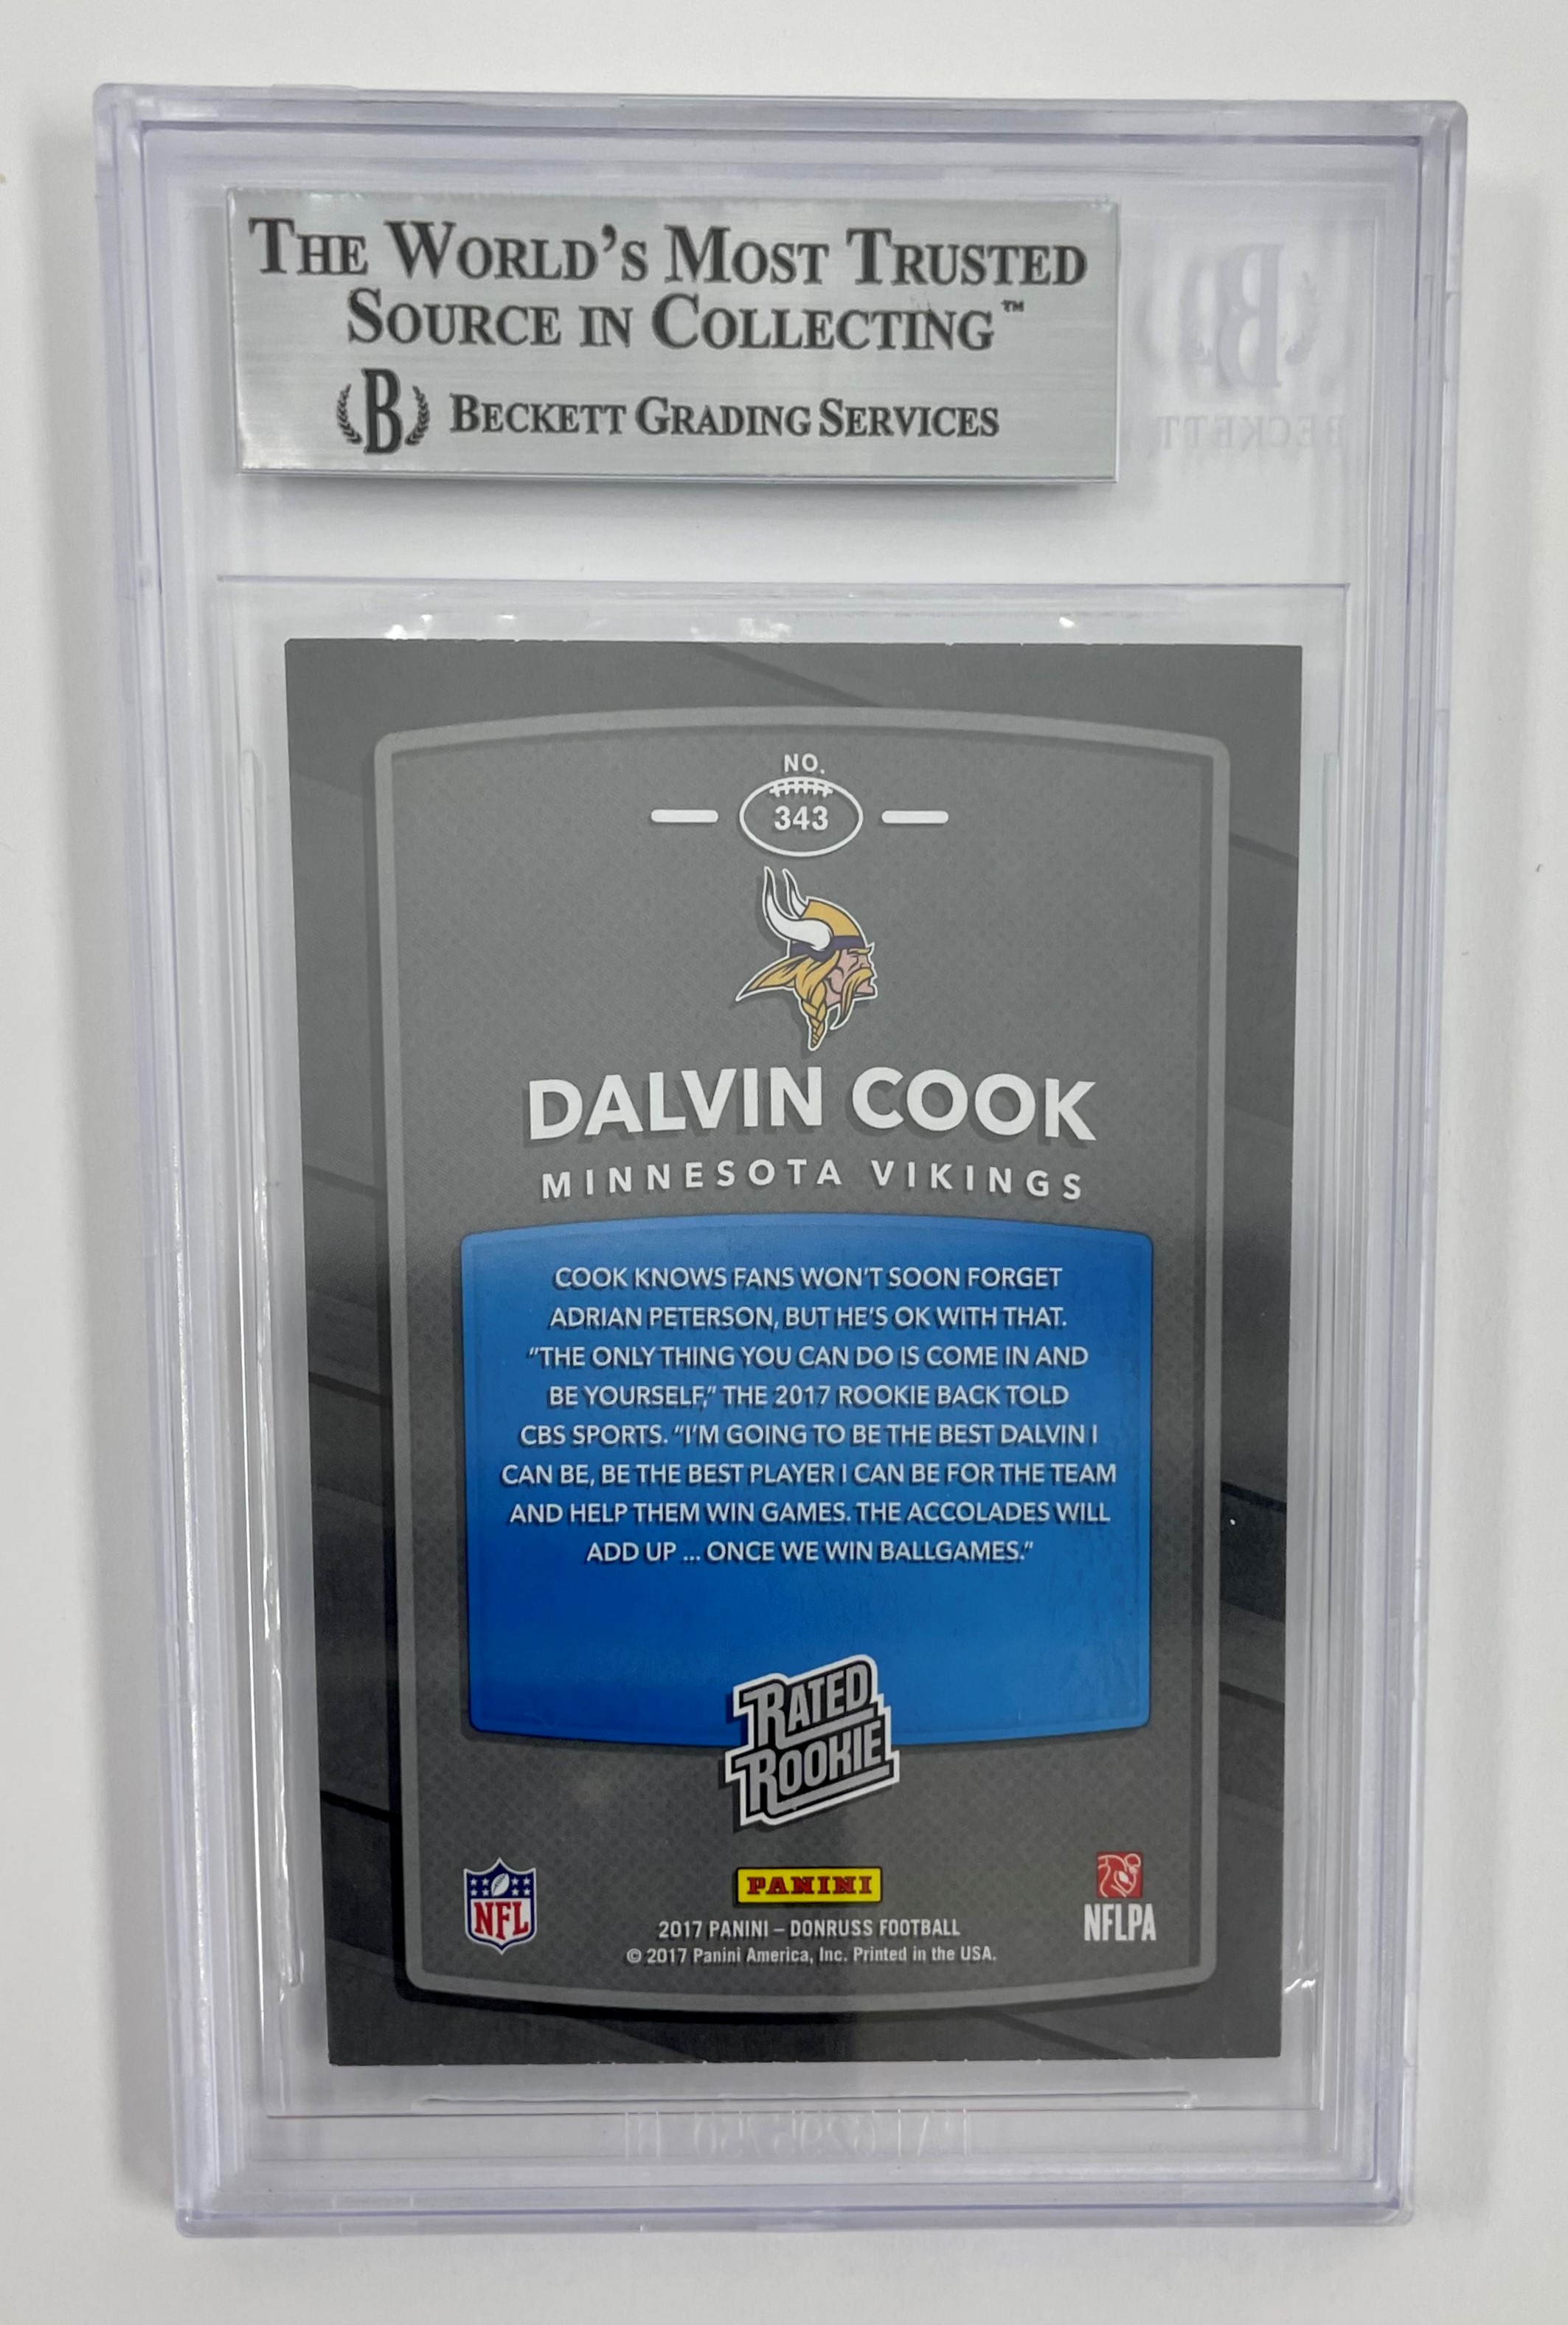 THE WORLD'S MOST TRUSTED
SOURCE IN COLLECTING™
B BECKETT GRADING SERVICES
BECKETT
NO.
343
DALVIN COOK
MINNESOTA VIKINGS
COOK KNOWS FANS WON'T SOON FORGET
ADRIAN PETERSON, BUT HE'S OK WITH THAT.
"THE ONLY THING YOU CAN DO IS COME IN AND
BE YOURSELF," THE 2017 ROOKIE BACK TOLD
CBS SPORTS. "I'M GOING TO BE THE BEST DALVIN I
CAN BE, BE THE BEST PLAYER I CAN BE FOR THE TEAM
AND HELP THEM WIN GAMES. THE ACCOLADES WILL
ADD UP ... ONCE WE WIN BALLGAMES."
RATED
ROOKIE
NFL
PANINI
NFLPA
2017 PANINI – DONRUSS FOOTBALL
© 2017 Panini America, Inc. Printed in the USA.